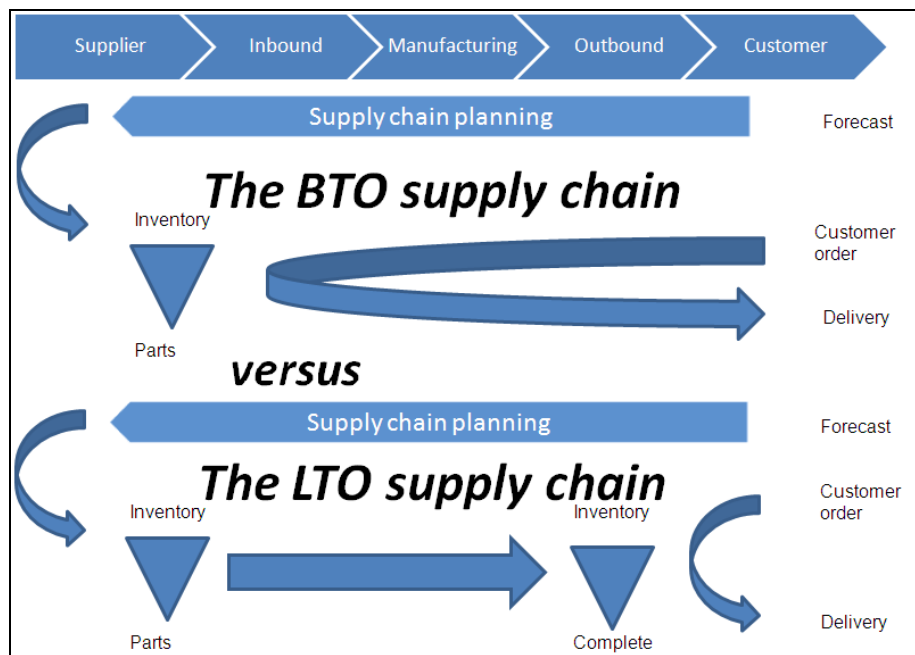 Supplier
Inbound
Manufacturing
Outbound
Customer
Supply chain planning
Forecast
The BTO supply chain
Inventory
Customer
order
Delivery
Parts
versus
Supply chain planning
Forecast
The LTO supply chain
Inventory
Inventory
Customer
order
Parts
Complete
Delivery